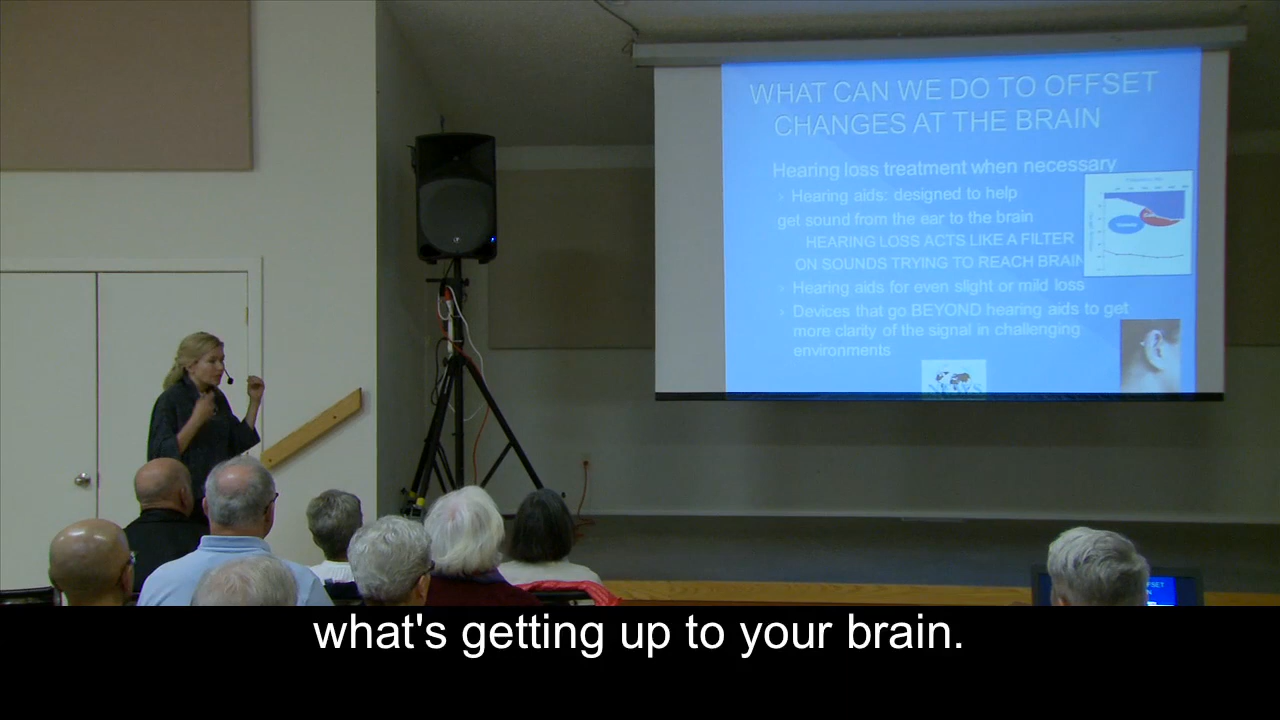 WHAT CAN WE DO TO OFFSET
CHANGES AT THE BRAIN
Hearing loss treatment when necessary
› Hearing aids: designed to help
get sound from the ear to the brain
HEARING LOSS ACTS LIKE A FILTER
ON SOUNDS TRYING TO REACH BRAIN
› Hearing aids for even slight or mild loss
› Devices that go BEYOND hearing aids to get
more clarity of the signal in challenging
environments
what's getting up to your brain.